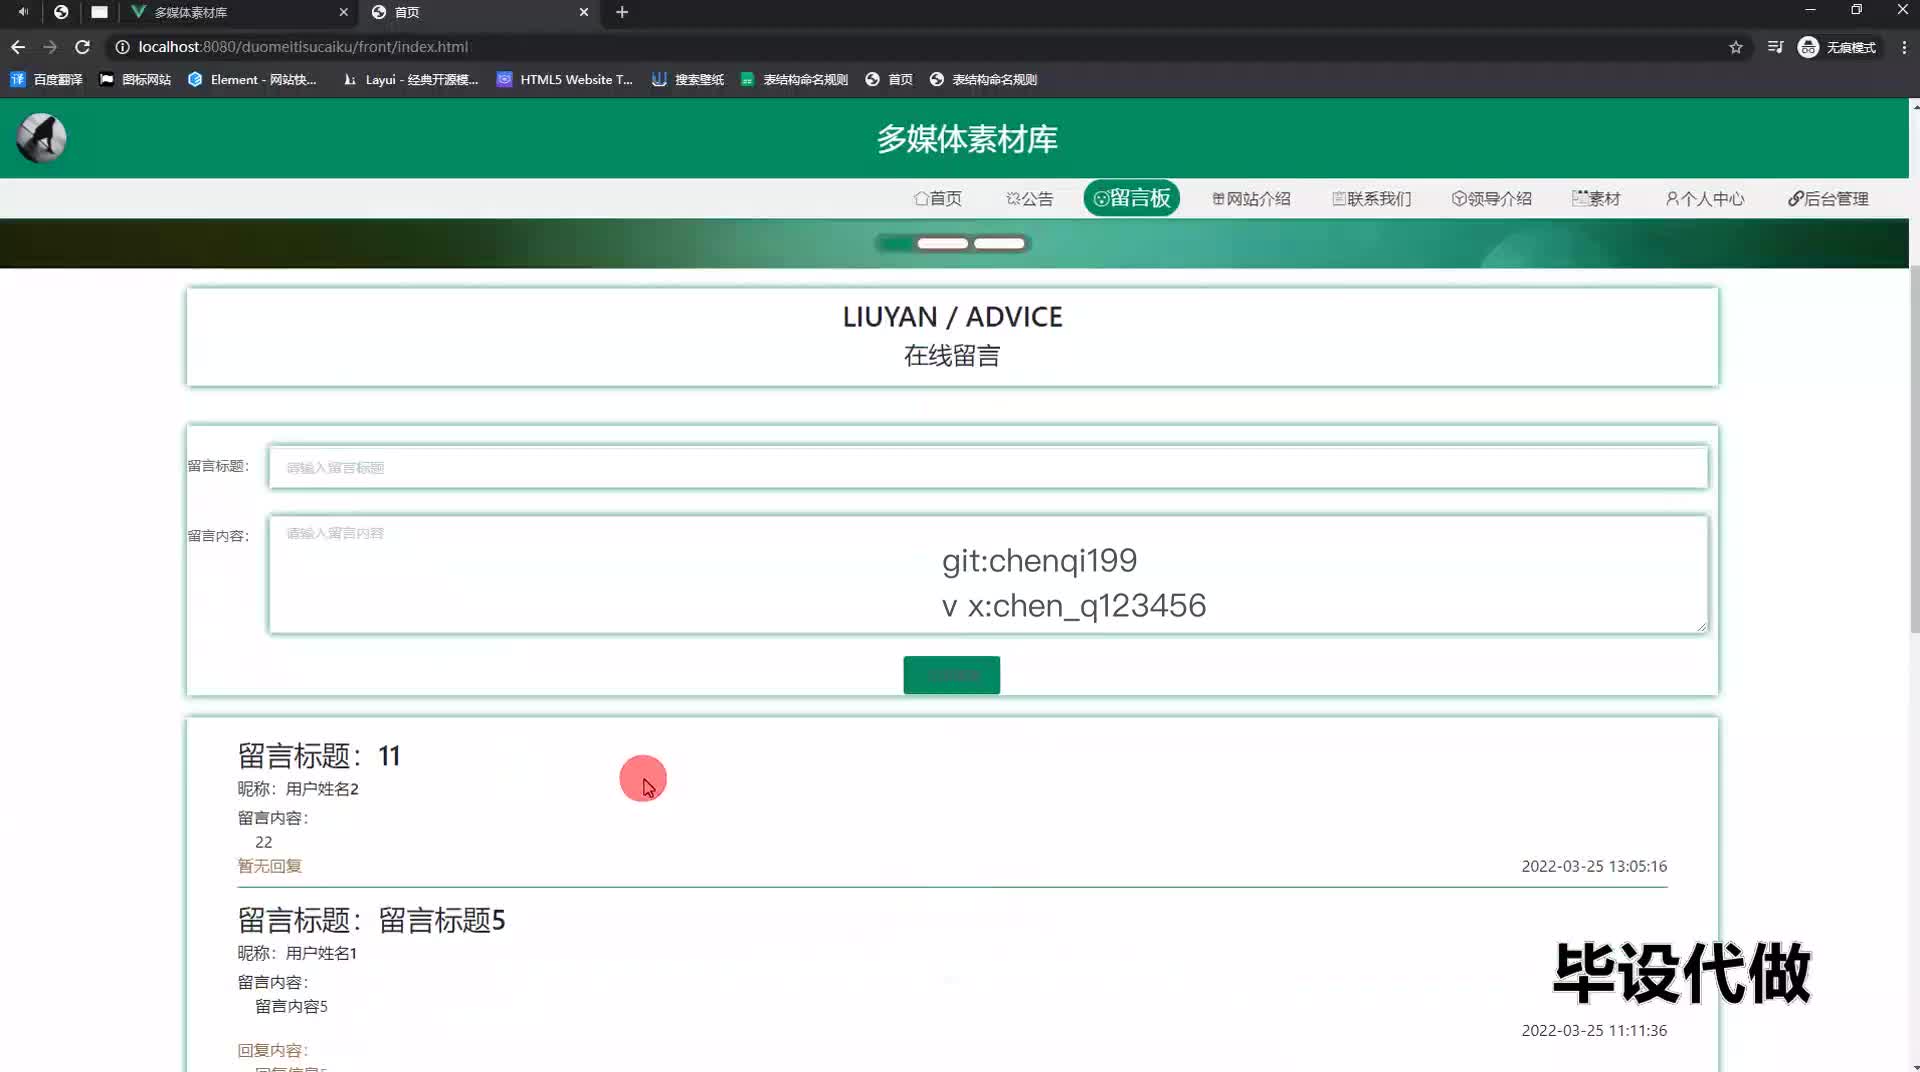 多媒体素材库
首页
localhost:8080/duomeitisucaiku/front/index.html
无痕模式
百度翻译
图标网站
Element - 网站快...
Layui - 经典开源模...
HTML5 Website T...
搜索壁纸
表结构命名规则
首页
表结构命名规则
多媒体素材库
首页
公告
留言板
网站介绍
联系我们
领导介绍
素材
个人中心
后台管理
LIUYAN / ADVICE
在线留言
留言标题：
请输入留言标题
留言内容：
请输入留言内容
git:chenqi199
v x:chen_q123456
留言标题：11
昵称：用户姓名2
留言内容：
22
暂无回复
2022-03-25 13:05:16
留言标题：留言标题5
昵称：用户姓名1
留言内容：
留言内容5
毕设代做
2022-03-25 11:11:36
回复内容：